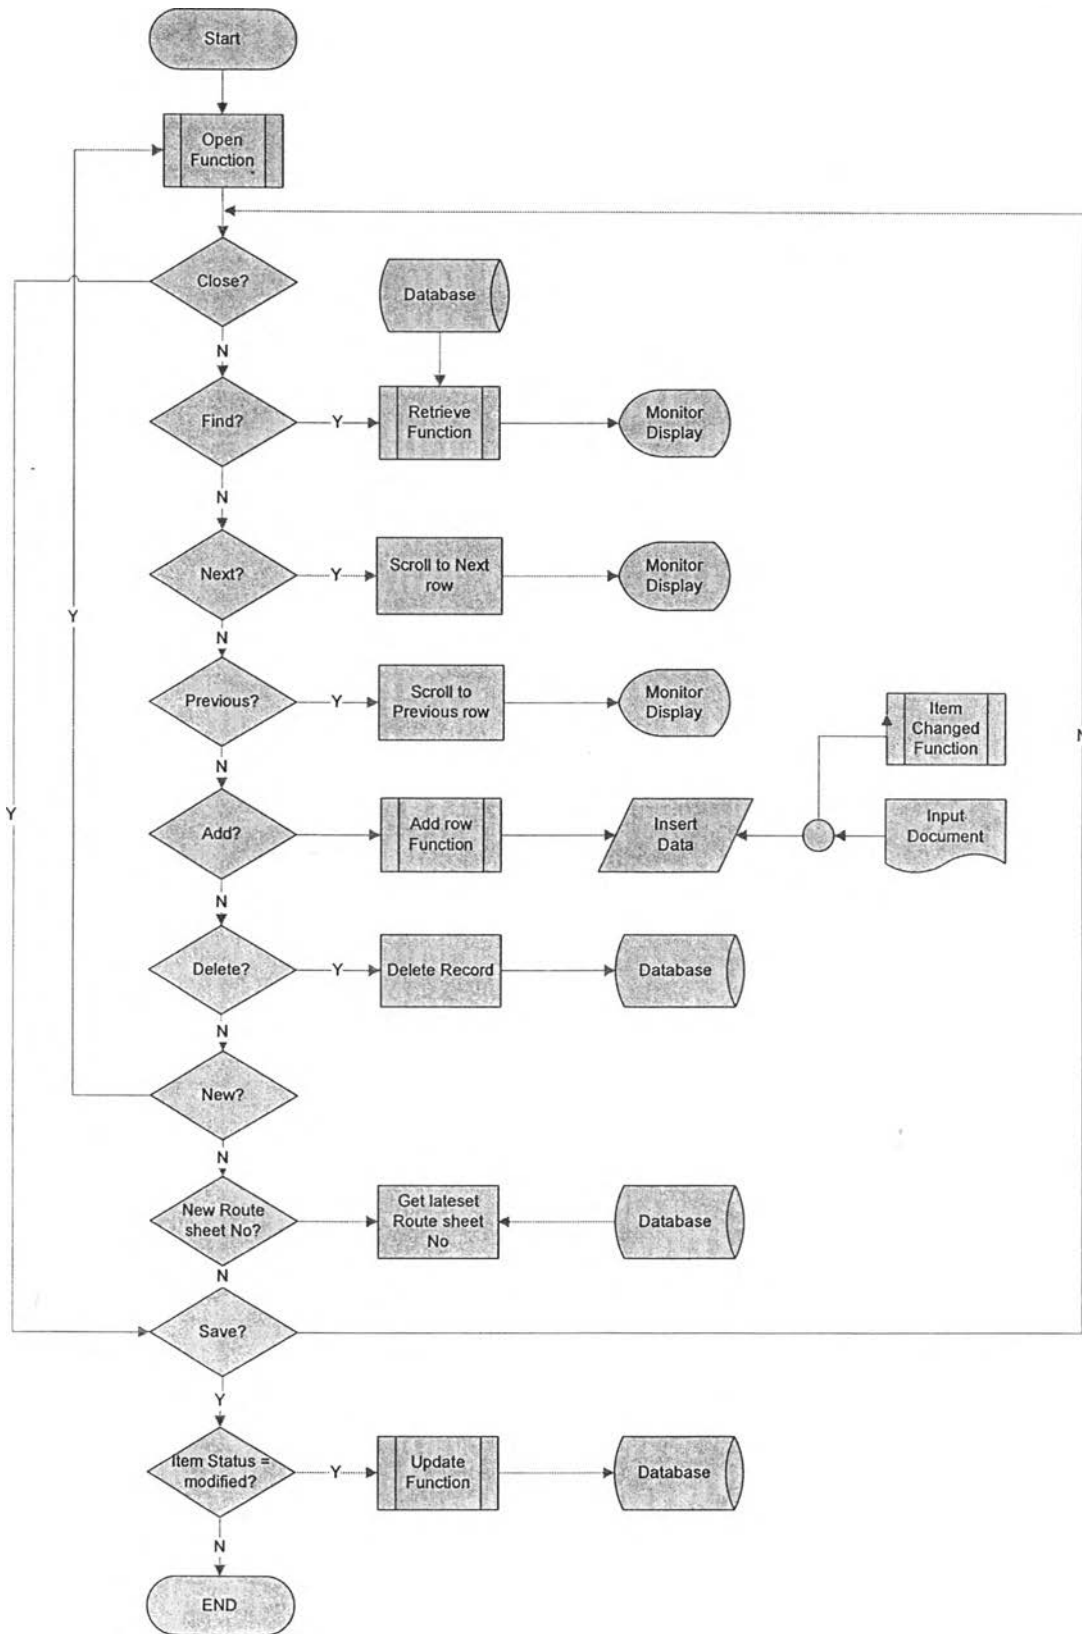 Start
Open
Function
Close?
Database
N
Find?
Y
Retrieve
Function
Monitor
Display
N
Next?
Y
Scroll to Next
row
Monitor
Display
Y
N
Previous?
Y
Scroll to
Previous row
Monitor
Display
Item
Changed
Function
N
N
Y
Add?
Add row
Function
Insert
Data
Input
Document
N
Delete?
Y
Delete Record
Database
N
New?
N
New Route
sheet No?
Get lateset
Route sheet
No
Database
N
Save?
Y
Item Status =
modified?
Y
Update
Function
Database
N
END